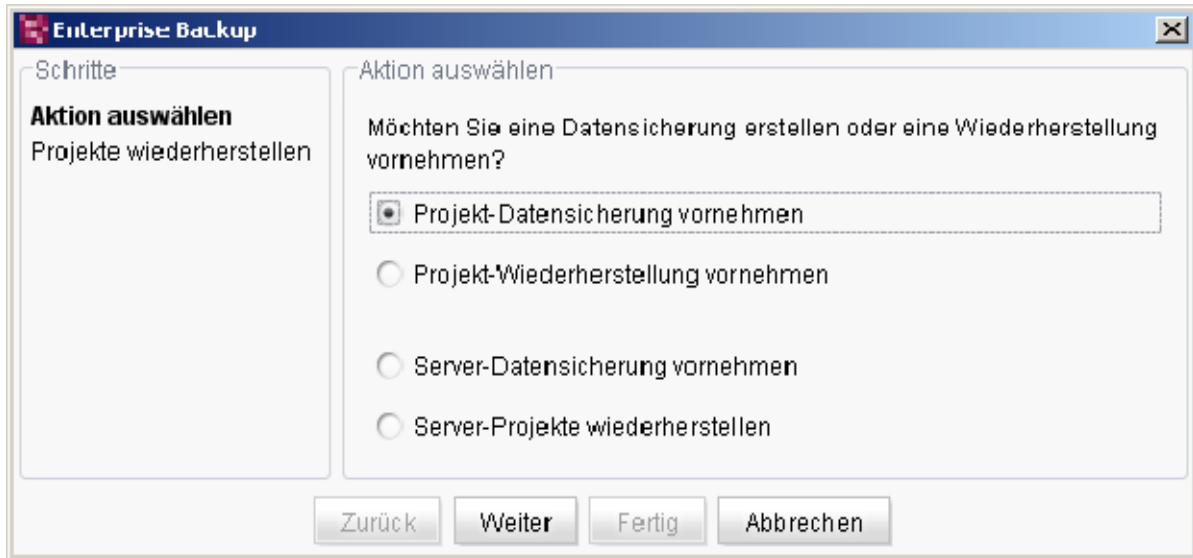 Enterprise Backup
Schritte
Aktion auswählen
Projekte wiederherstellen
Aktion auswählen
Möchten Sie eine Datensicherung erstellen oder eine Wiederherstellung
vornehmen?
Projekt-Datensicherung vornehmen
Projekt-Wiederherstellung vornehmen
Server-Datensicherung vornehmen
Server-Projekte wiederherstellen
Zurück
Weiter
Fertig
Abbrechen